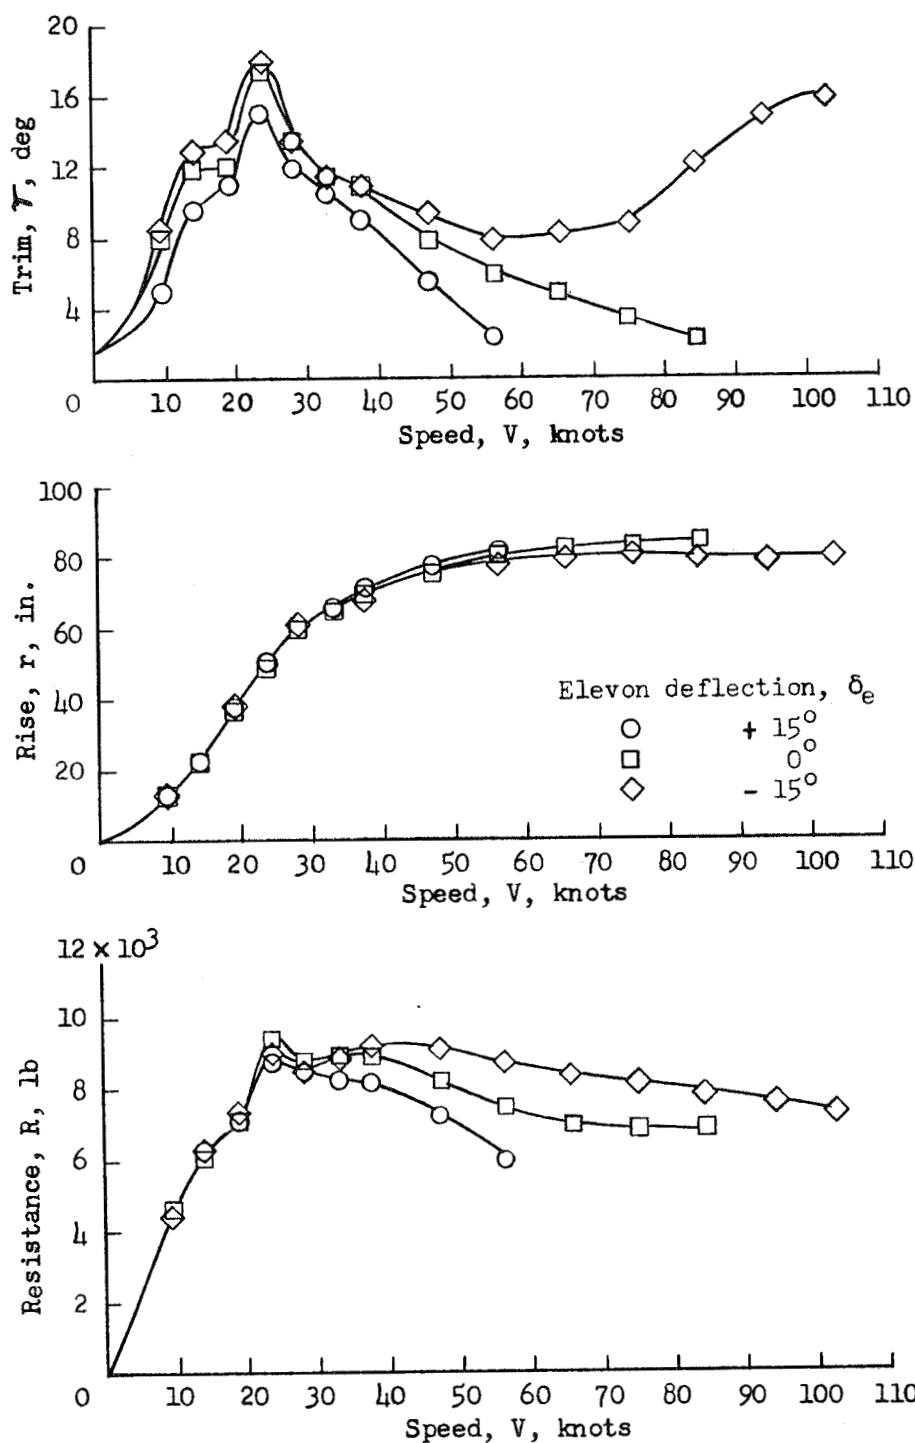 20
16
12
8
4
Trim, 𝜏, deg
0 10 20 30 40 50 60 70 80 90 100 110
Speed, V, knots
100
80
60
40
20
Rise, r, in.
Elevon deflection, δe
+ 15°
0°
- 15°
0 10 20 30 40 50 60 70 80 90 100 110
Speed, V, knots
12 × 10³
10
8
6
4
2
Resistance, R, lb
0 10 20 30 40 50 60 70 80 90 100 110
Speed, V, knots